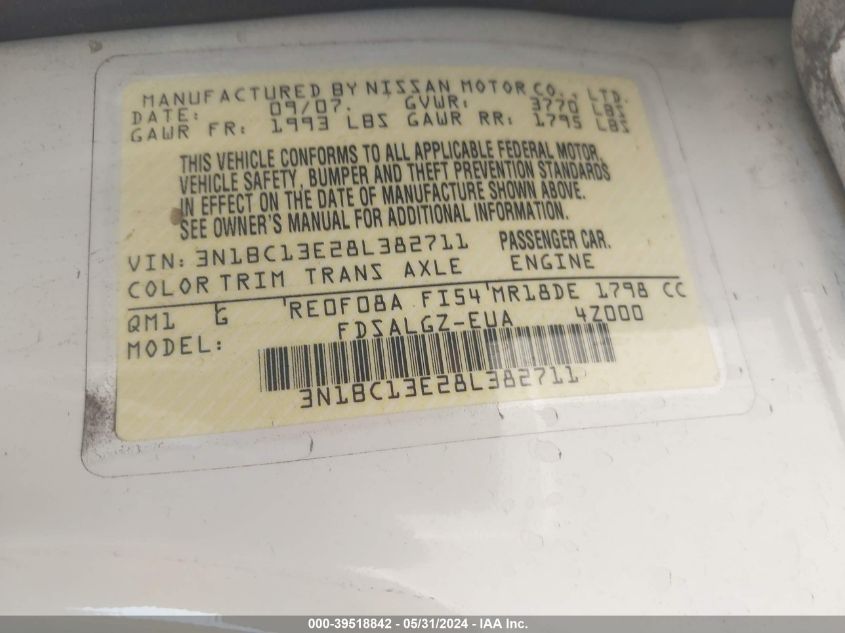 MANUFACTURED BY NISSAN MOTOR CO., LTD.
DATE: 09/07. GVWR: 3770 LBS
GAWR FR: 1993 LBS GAWR RR: 1795 LBS
THIS VEHICLE CONFORMS TO ALL APPLICABLE FEDERAL MOTOR
VEHICLE SAFETY, BUMPER AND THEFT PREVENTION STANDARDS
IN EFFECT ON THE DATE OF MANUFACTURE SHOWN ABOVE.
SEE OWNER'S MANUAL FOR ADDITIONAL INFORMATION.
VIN: 3N1BC13E28L382711 PASSENGER CAR.
COLOR TRIM TRANS AXLE ENGINE
QM1 G RE0F08A FI54 MR18DE 1798 CC
MODEL: FDSALGZ-EUA 4Z000
3N1BC13E28L382711
000-39518842 - 05/31/2024 - IAA Inc.